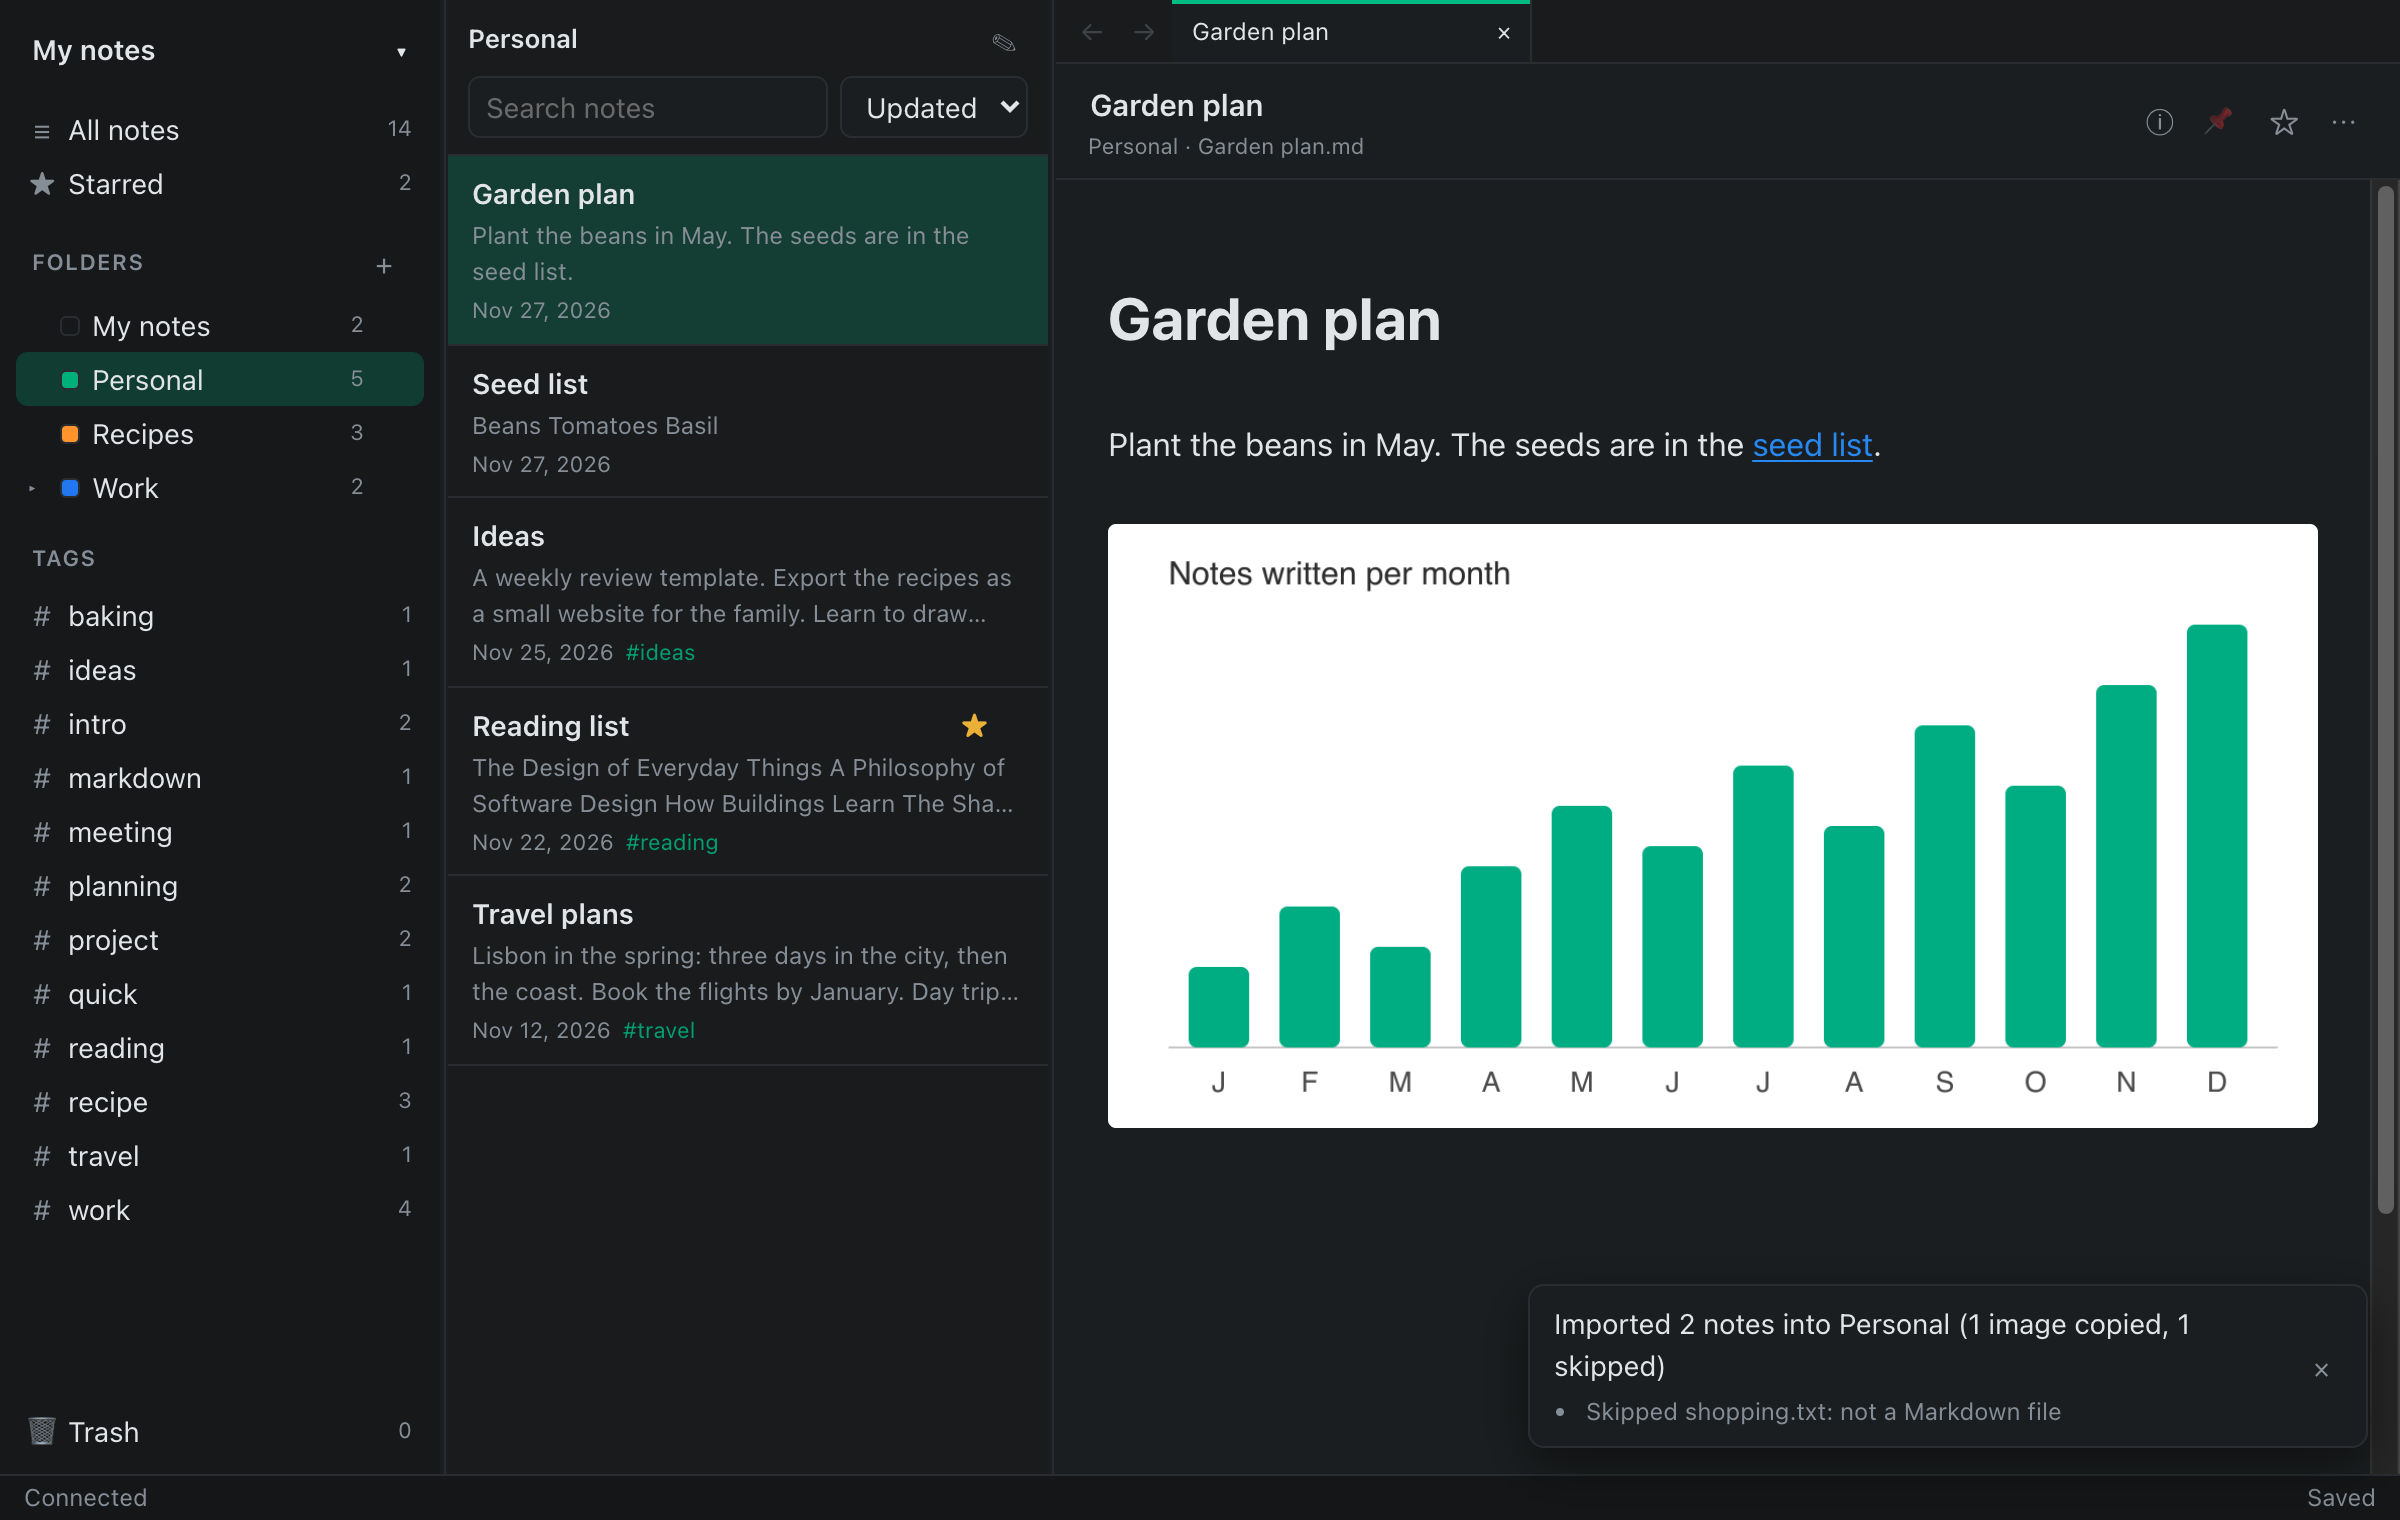 My notes
All notes 14
Starred 2
FOLDERS +
My notes 2
Personal 5
Recipes 3
Work 2
TAGS
# baking 1
# ideas 1
# intro 2
# markdown 1
# meeting 1
# planning 2
# project 2
# quick 1
# reading 1
# recipe 3
# travel 1
# work 4
Trash 0
Connected
Personal
Search notes
Updated
Garden plan
Plant the beans in May. The seeds are in the
seed list.
Nov 27, 2026
Seed list
Beans Tomatoes Basil
Nov 27, 2026
Ideas
A weekly review template. Export the recipes as
a small website for the family. Learn to draw...
Nov 25, 2026 #ideas
Reading list
The Design of Everyday Things A Philosophy of
Software Design How Buildings Learn The Sha...
Nov 22, 2026 #reading
Travel plans
Lisbon in the spring: three days in the city, then
the coast. Book the flights by January. Day trip...
Nov 12, 2026 #travel
Garden plan ×
Garden plan
Personal · Garden plan.md
Garden plan
Plant the beans in May. The seeds are in the seed list.
Notes written per month
J F M A M J J A S O N D
Imported 2 notes into Personal (1 image copied, 1
skipped)
• Skipped shopping.txt: not a Markdown file
Saved